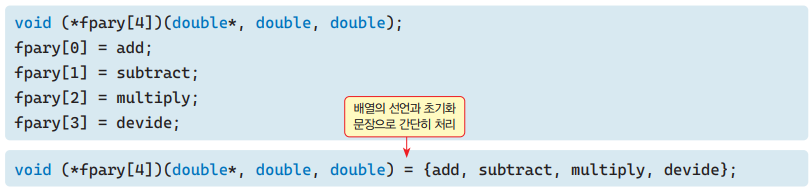 void (*fpary[4])(double*, double, double);
fpary[0] = add;
fpary[1] = subtract;
fpary[2] = multiply;
fpary[3] = devide;
배열의 선언과 초기화
문장으로 간단히 처리
void (*fpary[4])(double*, double, double) = {add, subtract, multiply, devide};